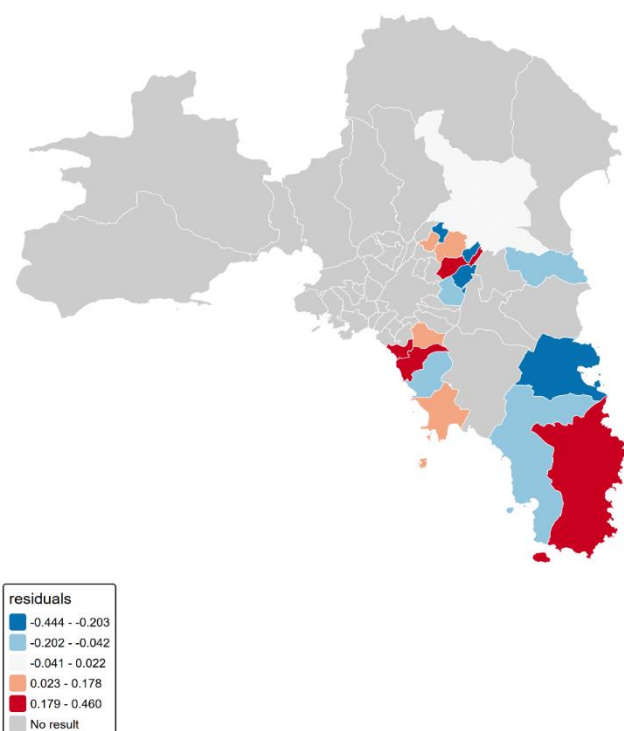 residuals
-0.444 - -0.203
-0.202 - -0.042
-0.041 - 0.022
0.023 - 0.178
0.179 - 0.460
No result